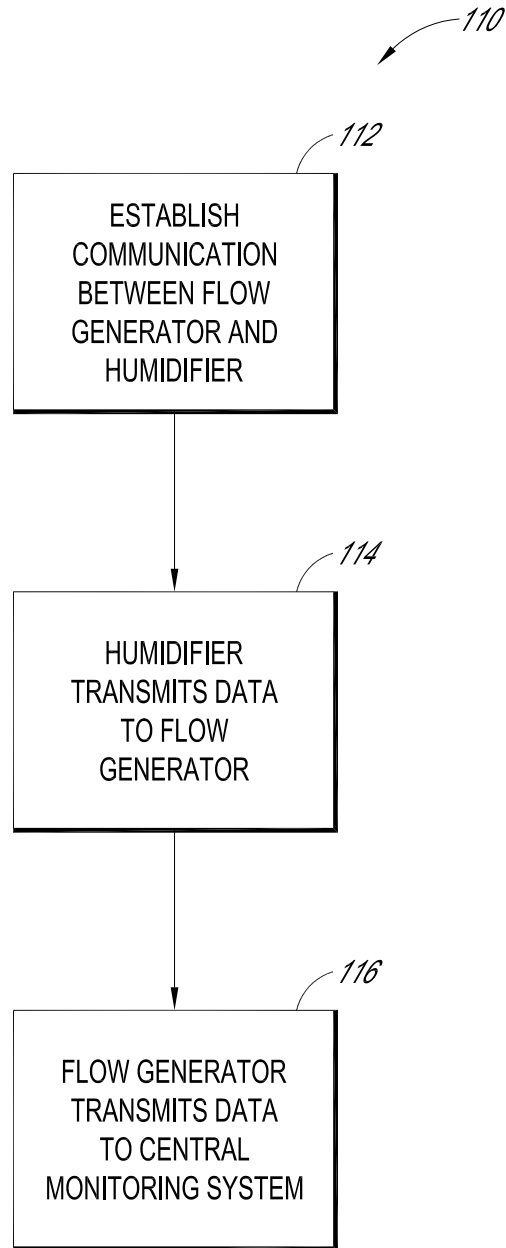 110
112
ESTABLISH
COMMUNICATION
BETWEEN FLOW
GENERATOR AND
HUMIDIFIER
114
HUMIDIFIER
TRANSMITS DATA
TO FLOW
GENERATOR
116
FLOW GENERATOR
TRANSMITS DATA
TO CENTRAL
MONITORING SYSTEM